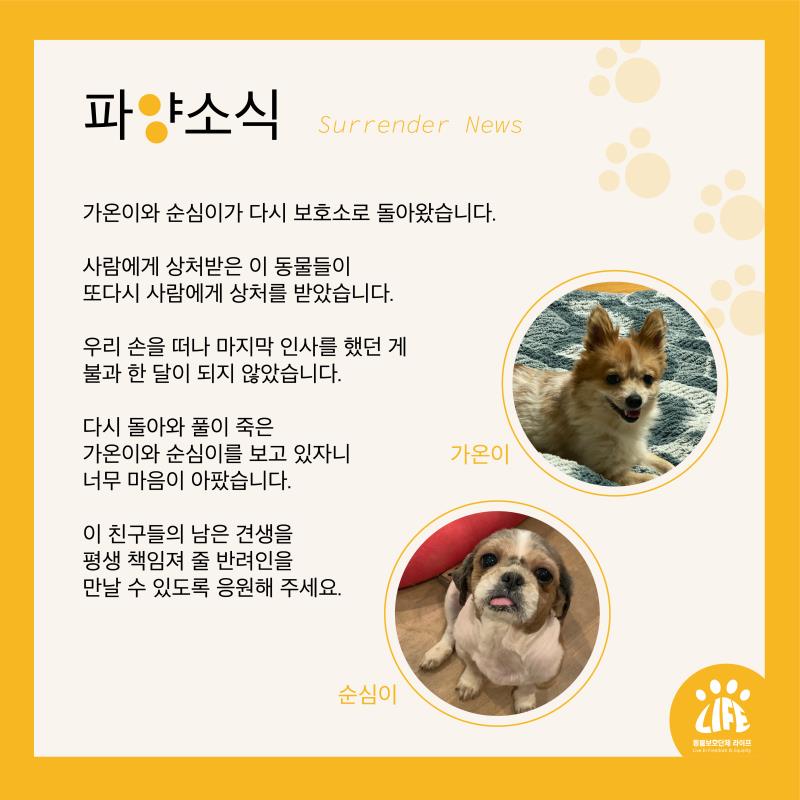 파양소식
Surrender News
가온이와 순심이가 다시 보호소로 돌아왔습니다.
사람에게 상처받은 이 동물들이
또다시 사람에게 상처를 받았습니다.
우리 손을 떠나 마지막 인사를 했던 게
불과 한 달이 되지 않았습니다.
다시 돌아와 풀이 죽은
가온이와 순심이를 보고 있자니
너무 마음이 아팠습니다.
이 친구들의 남은 견생을
평생 책임져 줄 반려인을
만날 수 있도록 응원해 주세요.
가온이
순심이
LIFE
동물보호단체 라이프
Live In Freedom & Equality